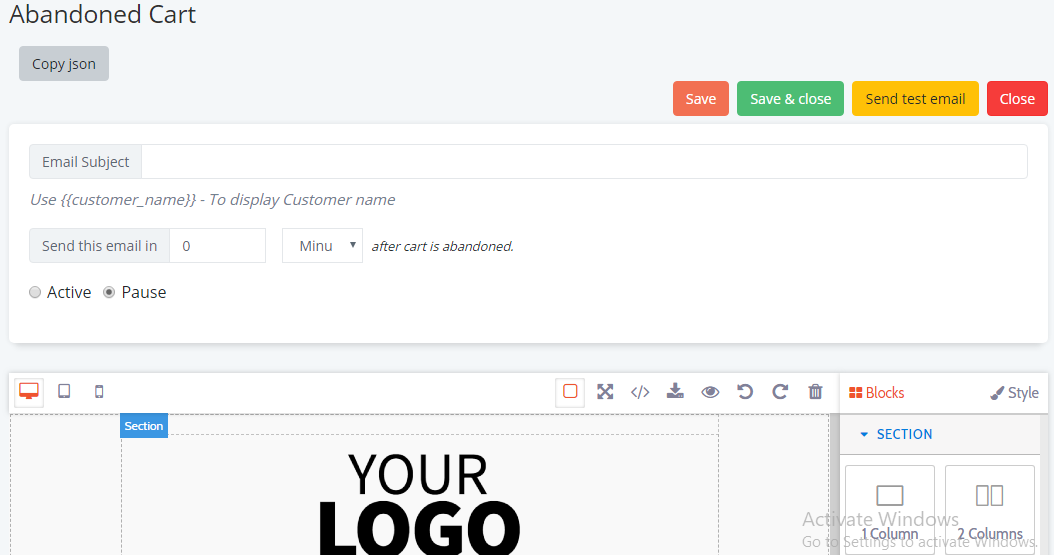 Abandoned Cart
Copy json
Save Save & close Send test email Close
Email Subject
Use {{customer_name}} - To display Customer name
Send this email in 0 Minu after cart is abandoned.
Active Pause
Blocks Style
Section
SECTION
YOUR
LOGO
1 Column 2 Columns
Activate Windows
Go to Settings to activate Windows.